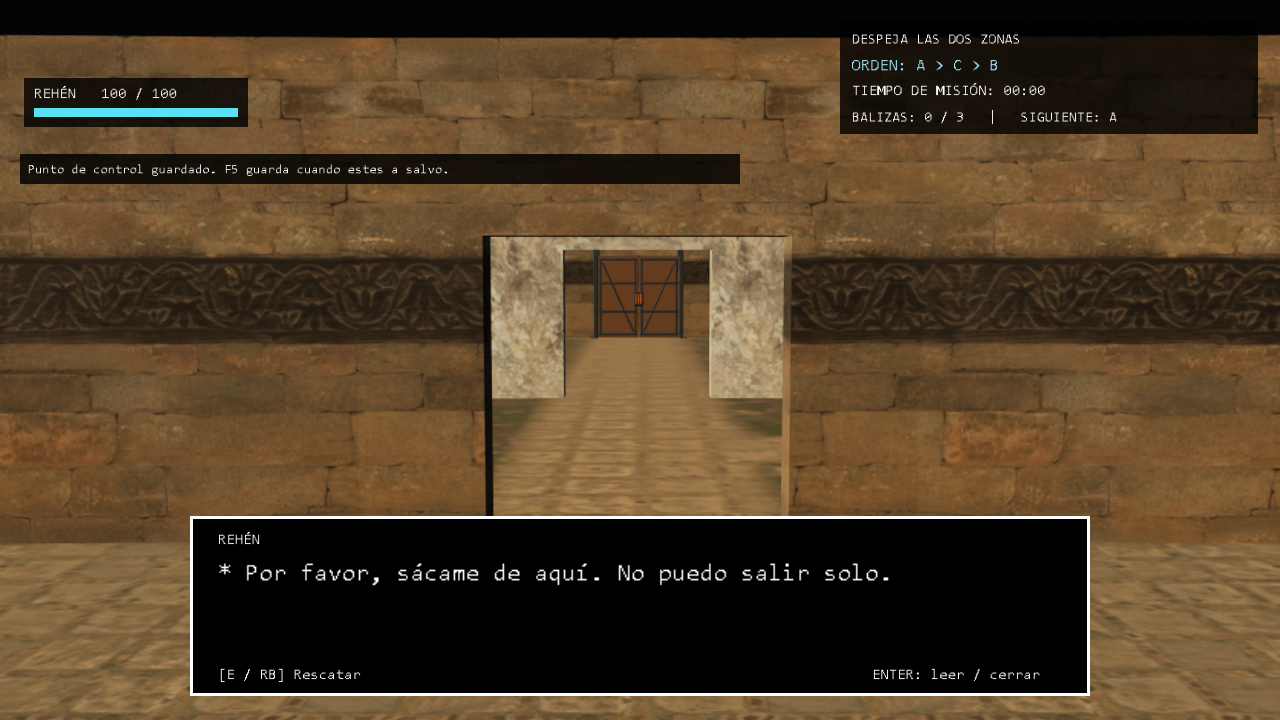 DESPEJA LAS DOS ZONAS
ORDEN: A > C > B
TIEMPO DE MISIÓN: 00:00
BALIZAS: 0 / 3 | SIGUIENTE: A
REHÉN 100 / 100
Punto de control guardado. F5 guarda cuando estes a salvo.
REHÉN
* Por favor, sácame de aquí. No puedo salir solo.
[E / RB] Rescatar ENTER: leer / cerrar